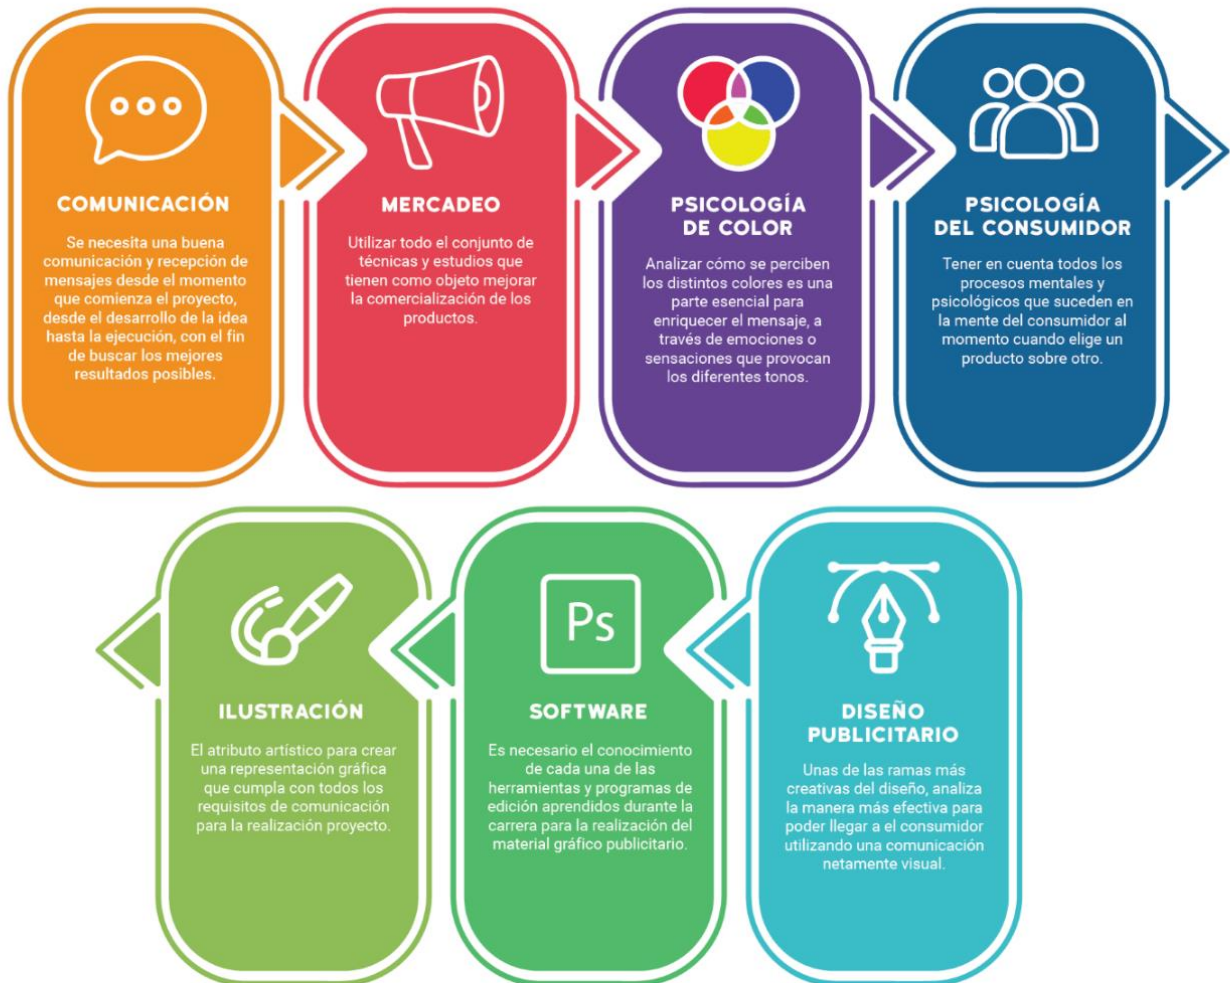 COMUNICACIÓN
Se necesita una buena
comunicación y recepción de
mensajes desde el momento
que comienza el proyecto,
desde el desarrollo de la idea
hasta la ejecución, con el fin
de buscar los mejores
resultados posibles.
MERCADEO
Utilizar todo el conjunto de
técnicas y estudios que
tienen como objeto mejorar
la comercialización de los
productos.
PSICOLOGÍA
DE COLOR
Analizar cómo se perciben
los distintos colores es una
parte esencial para
enriquecer el mensaje, a
través de emociones o
sensaciones que provocan
los diferentes tonos.
PSICOLOGÍA
DEL CONSUMIDOR
Tener en cuenta todos los
procesos mentales y
psicológicos que suceden en
la mente del consumidor al
momento cuando elige un
producto sobre otro.
ILUSTRACIÓN
El atributo artístico para crear
una representación gráfica
que cumpla con todos los
requisitos de comunicación
para la realización proyecto.
Ps
SOFTWARE
Es necesario el conocimiento
de cada una de las
herramientas y programas de
edición aprendidos durante la
carrera para la realización del
material gráfico publicitario.
DISEÑO
PUBLICITARIO
Unas de las ramas más
creativas del diseño, analiza
la manera más efectiva para
poder llegar a el consumidor
utilizando una comunicación
netamente visual.